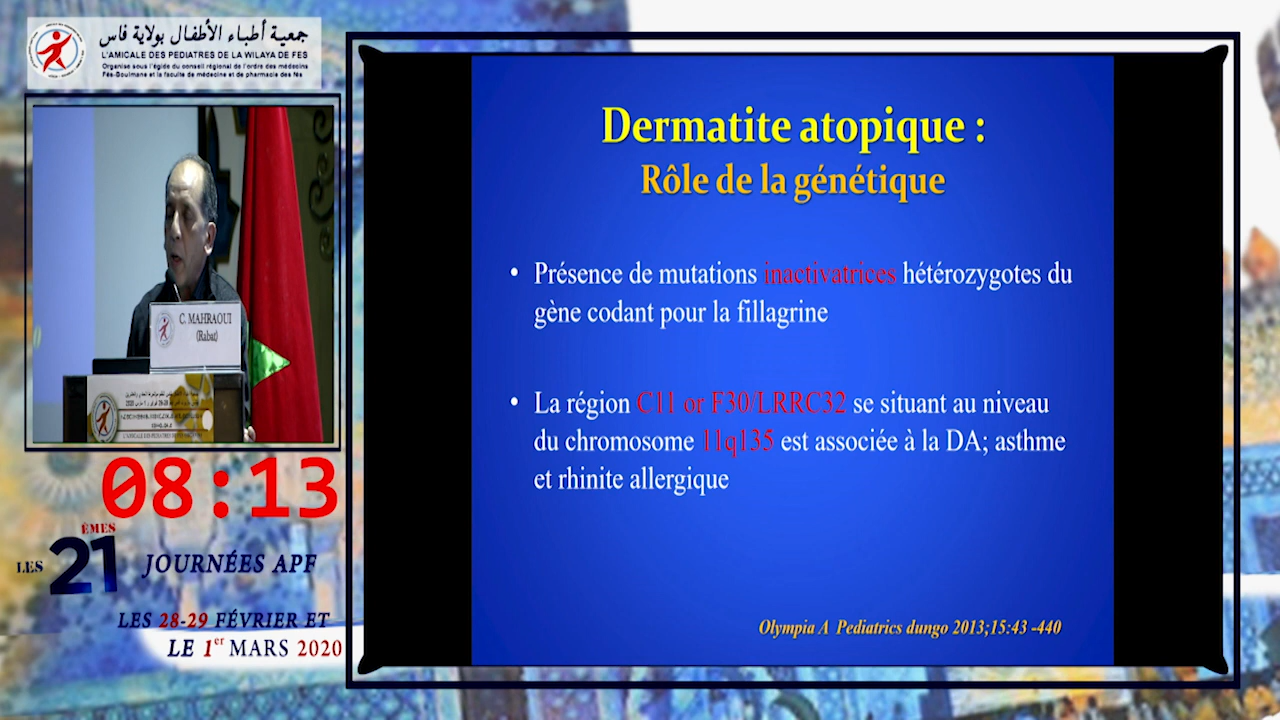 جمعية أطباء الأطفال بولاية فاس
L'AMICALE DES PEDIATRES DE LA WILAYA DE FES
Organise sous l'égide du conseil régional de l'ordre des médecins
Fès-Boulmane et la faculté de médecine et de pharmacie des fès
C. MAHRAOUI
(Rabat)
08:13
LES 21 ÈMES JOURNÉES APF
LES 28-29 FÉVRIER ET
LE 1er MARS 2020
Dermatite atopique :
Rôle de la génétique
• Présence de mutations inactivatrices hétérozygotes du
gène codant pour la fillagrine
• La région C11 or F30/LRRC32 se situant au niveau
du chromosome 11q135 est associée à la DA; asthme
et rhinite allergique
Olympia A Pediatrics dungo 2013;15:43 -440